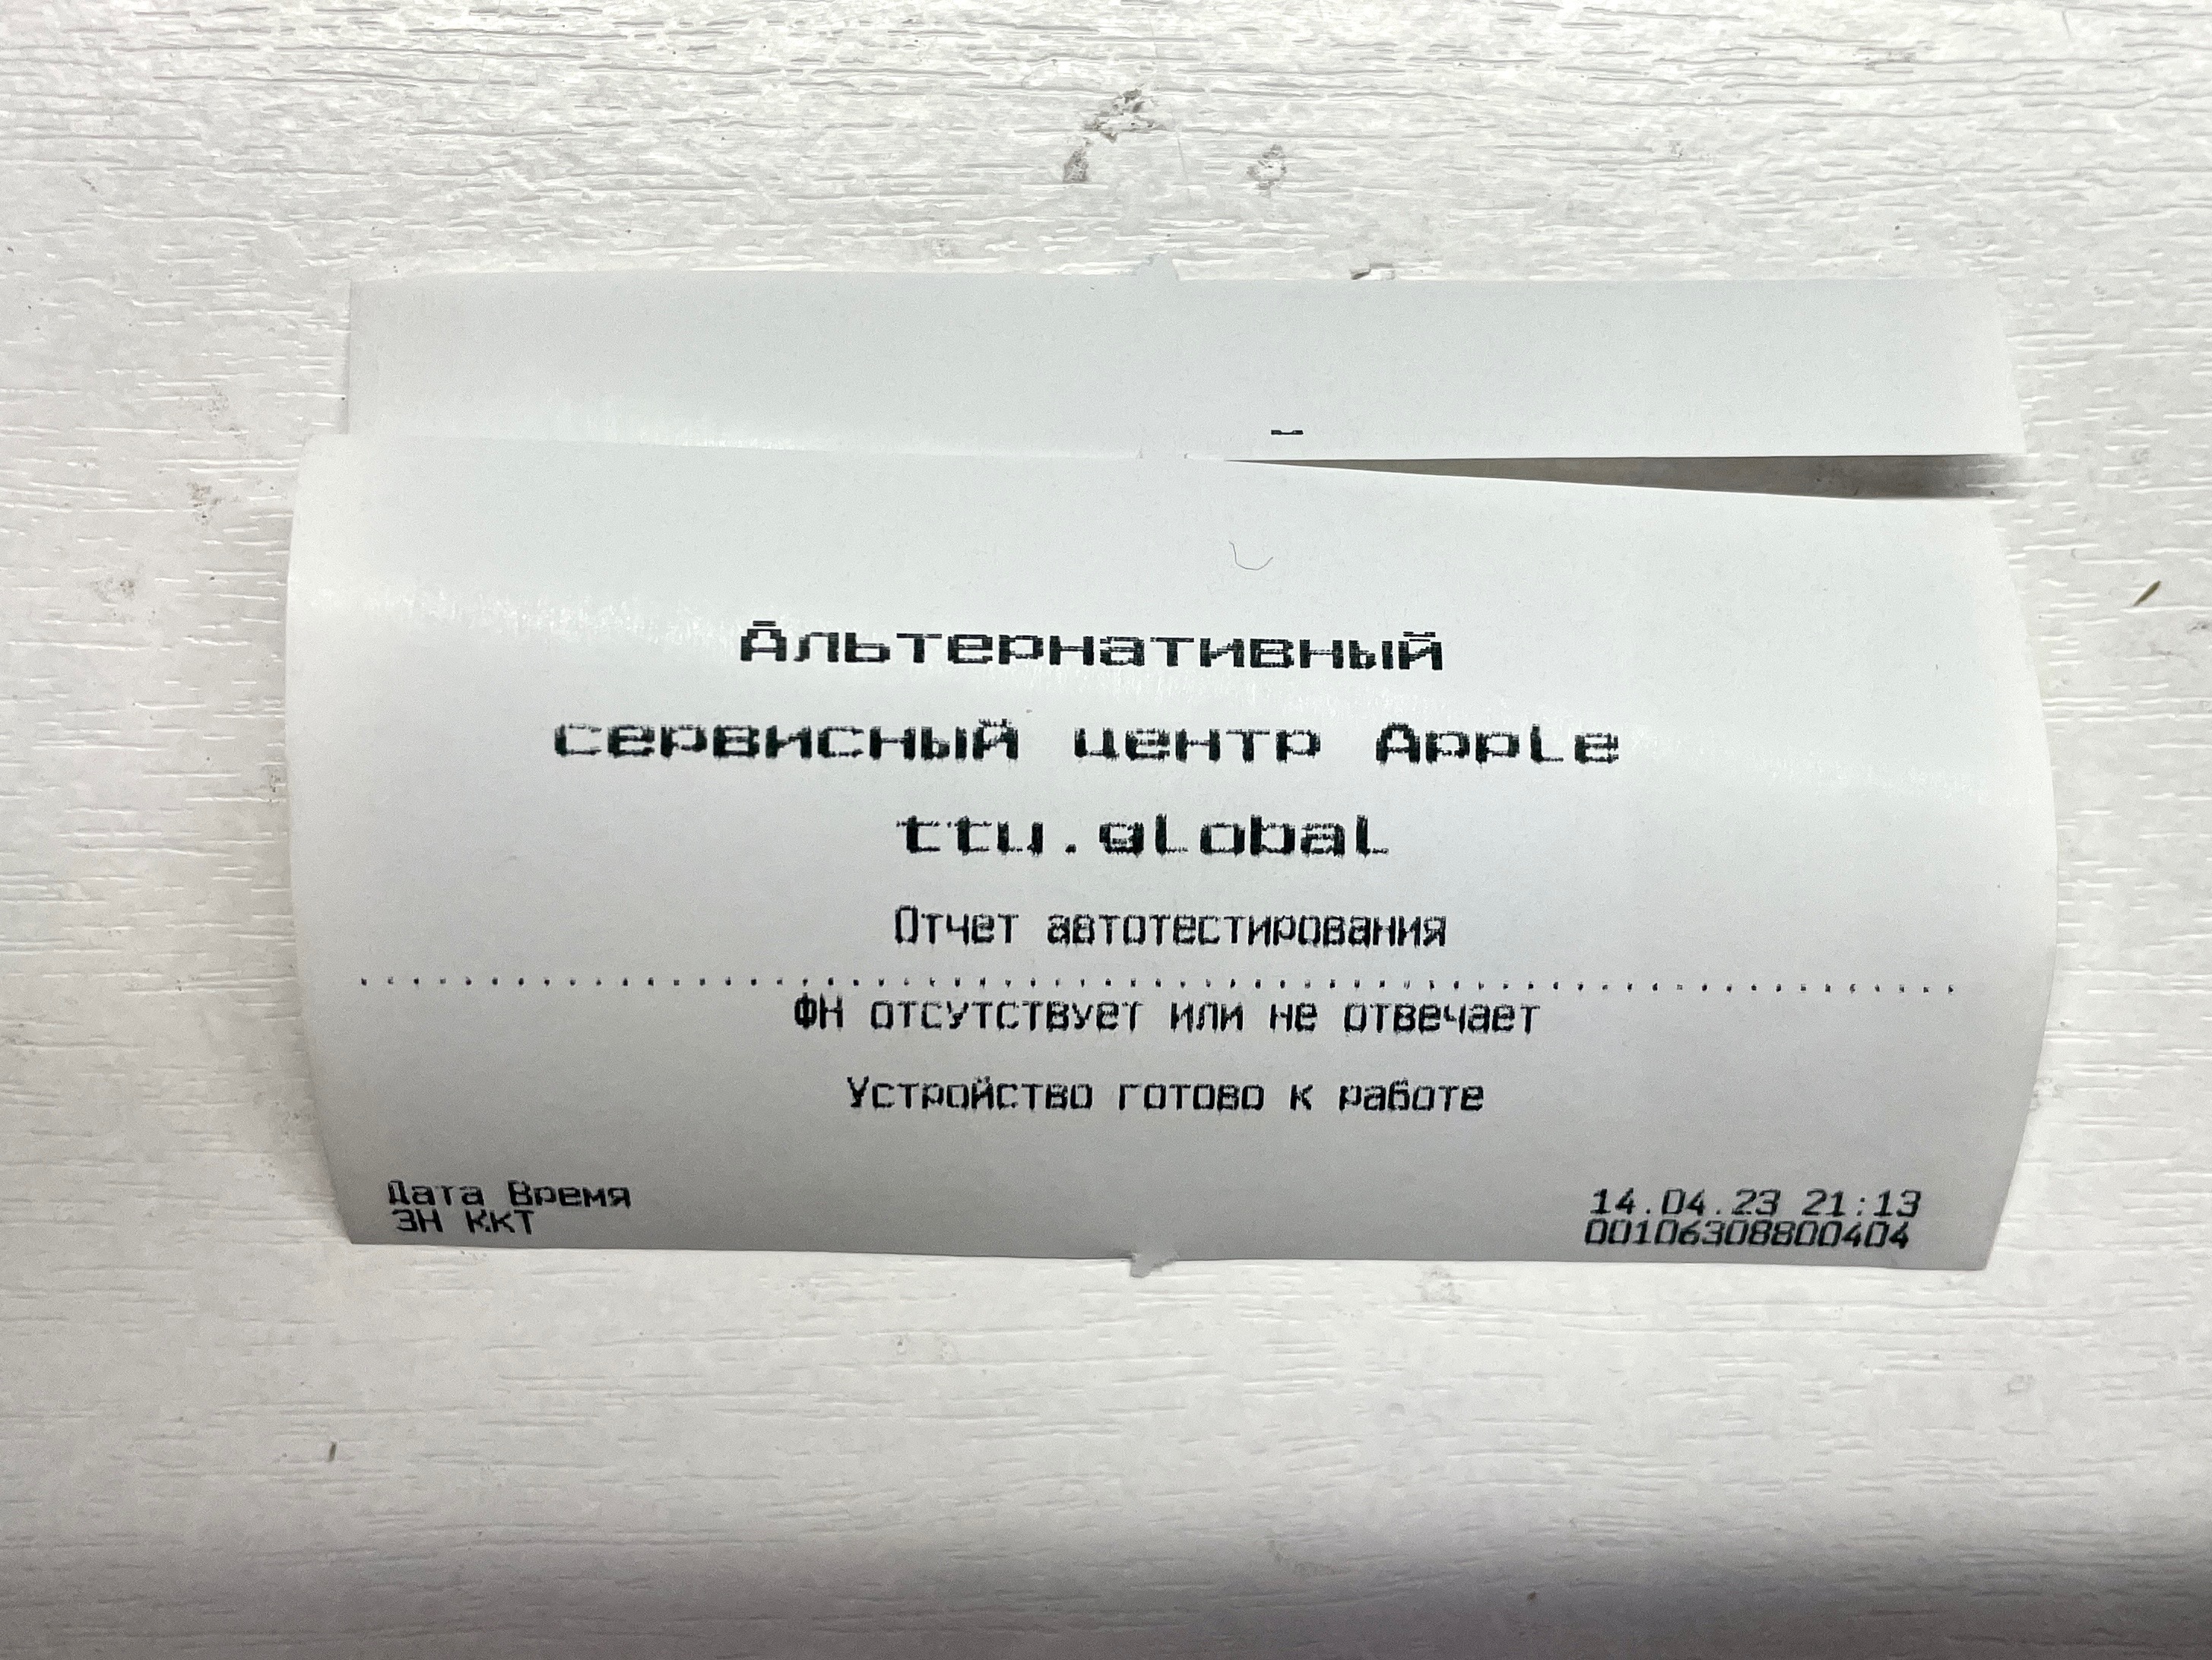 Альтернативный
сервисный центр Apple
ttu.global
Отчет автотестирования
................................................
ФН отсутствует или не отвечает
Устройство готово к работе
Дата Время 14.04.23 21:13
ЗН ККТ 00106308800404